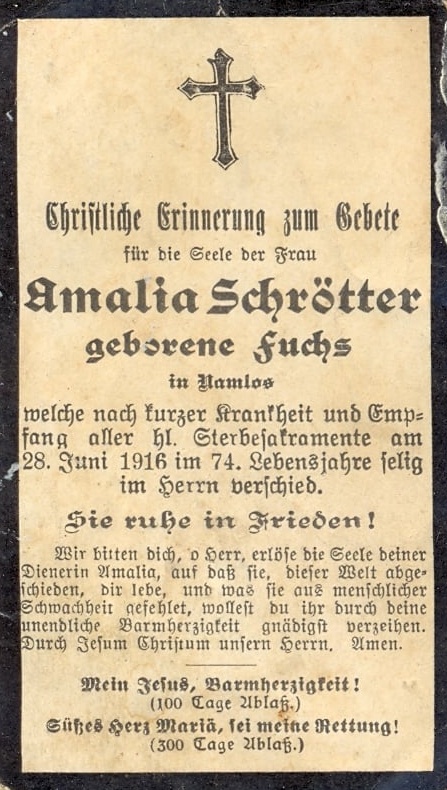 Christliche Erinnerung zum Gebete
für die Seele der Frau
Amalia Schrötter
geborene Fuchs
in Namlos
welche nach kurzer Krankheit und Emp-
fang aller hl. Sterbesakramente am
28. Juni 1916 im 74. Lebensjahre selig
im Herrn verschied.
Sie ruhe in Frieden!
Wir bitten dich, o Herr, erlöse die Seele deiner
Dienerin Amalia, auf daß sie, dieser Welt abge-
schieden, dir lebe, und was sie aus menschlicher
Schwachheit gefehlet, wollest du ihr durch deine
unendliche Barmherzigkeit gnädigst verzeihen.
Durch Jesum Christum unsern Herrn. Amen.
Mein Jesus, Barmherzigkeit!
(100 Tage Ablaß.)
Süßes Herz Mariä, sei meine Rettung!
(300 Tage Ablaß.)